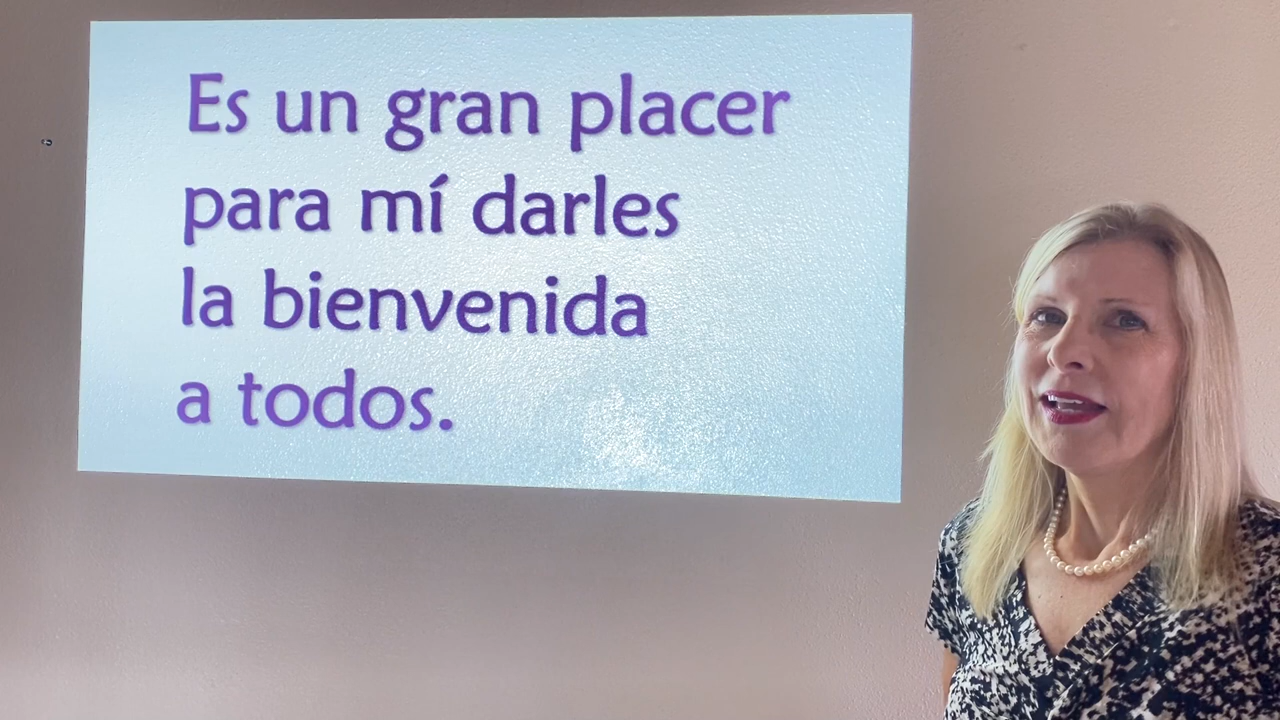 Es un gran placer
para mí darles
la bienvenida
a todos.